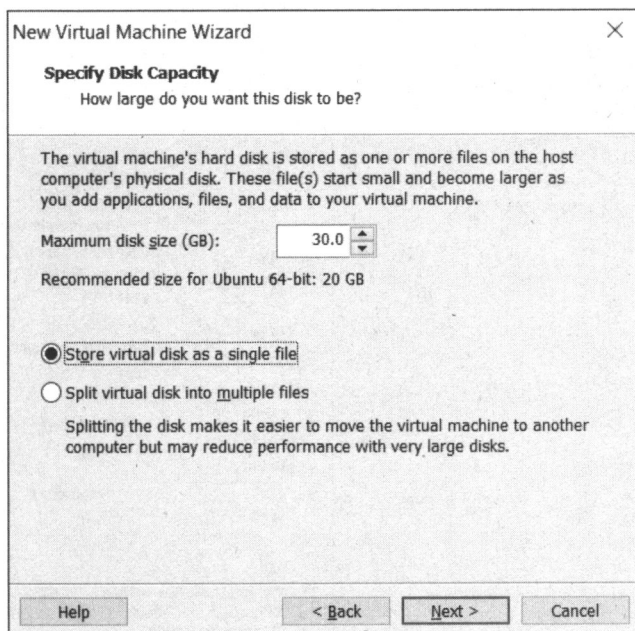 New Virtual Machine Wizard
Specify Disk Capacity
How large do you want this disk to be?
The virtual machine's hard disk is stored as one or more files on the host
computer's physical disk. These file(s) start small and become larger as
you add applications, files, and data to your virtual machine.
Maximum disk size (GB): 30.0
Recommended size for Ubuntu 64-bit: 20 GB
Store virtual disk as a single file
Split virtual disk into multiple files
Splitting the disk makes it easier to move the virtual machine to another
computer but may reduce performance with very large disks.
Help < Back Next > Cancel